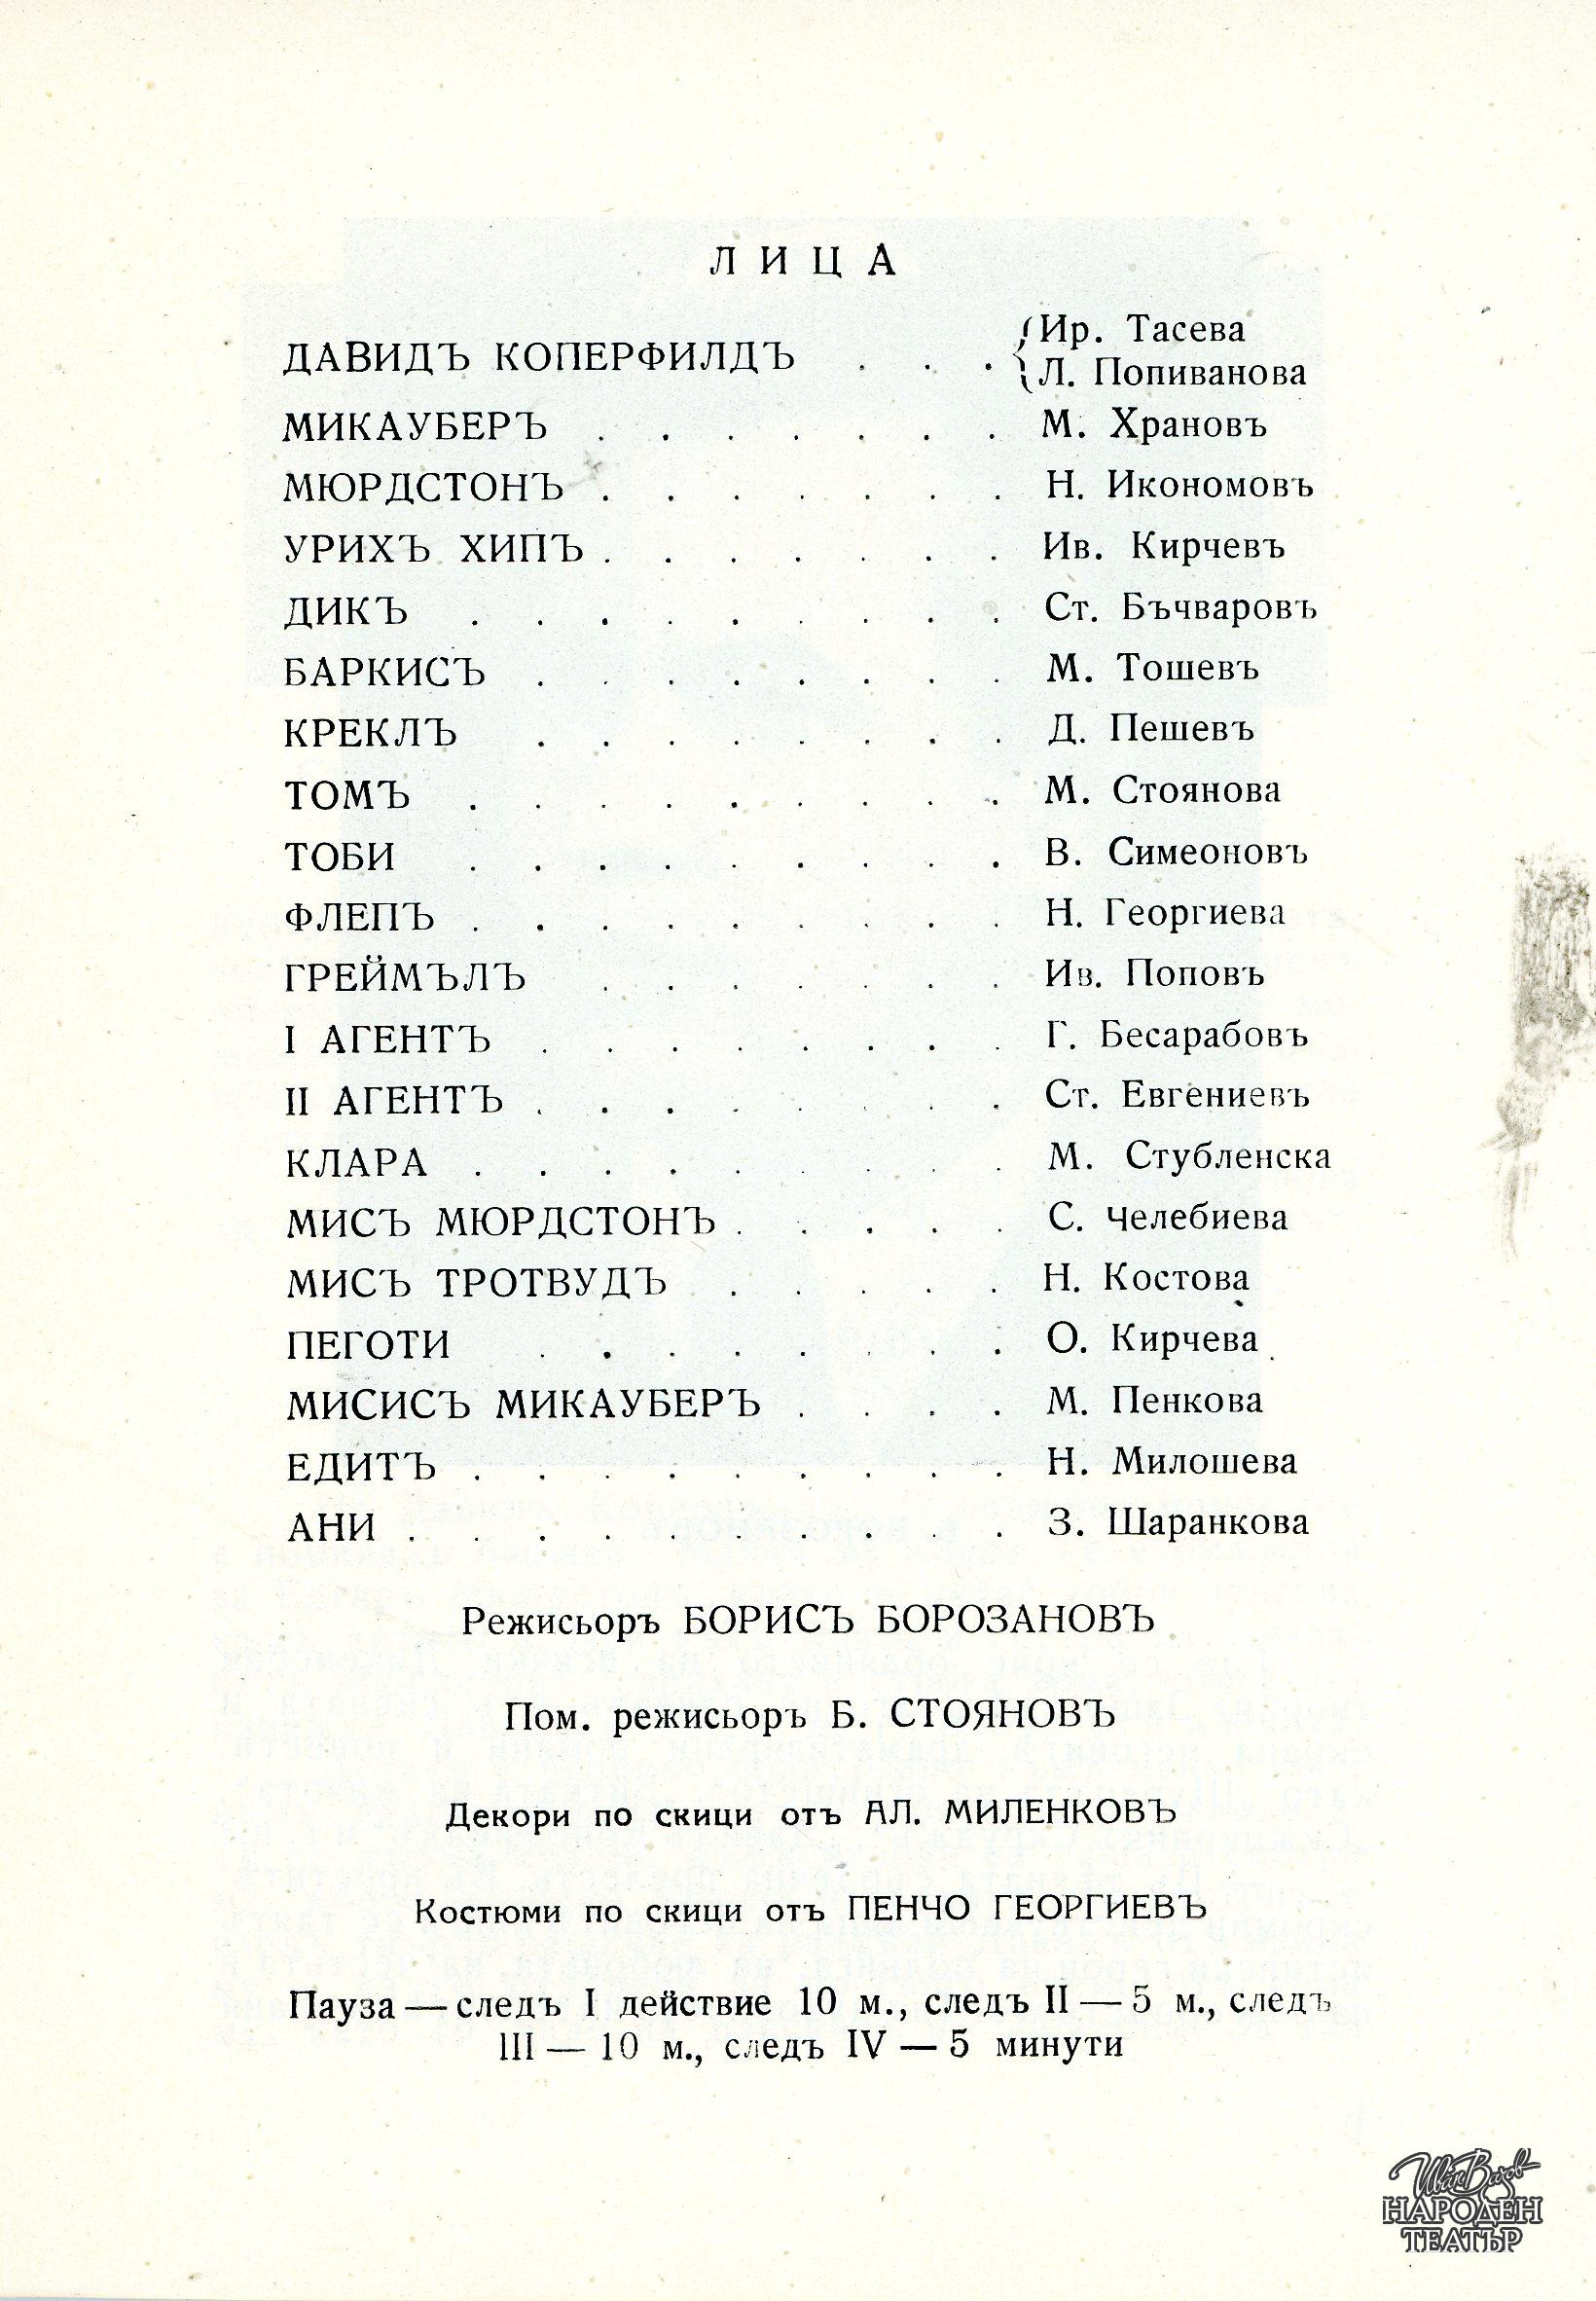 ЛИЦА
ДАВИДЪ КОПЕРФИЛДЪ . . . Ир. Тасева
Л. Попиванова
МИКАУБЕРЪ . . . . . . . М. Храновъ
МЮРДСТОНЪ . . . . . . . Н. Икономовъ
УРИХЪ ХИПЪ . . . . . . . Ив. Кирчевъ
ДИКЪ . . . . . . . . . Ст. Бъчваровъ
БАРКИСЪ . . . . . . . . М. Тошевъ
КРЕКЛЪ . . . . . . . . Д. Пешевъ
ТОМЪ . . . . . . . . . М. Стоянова
ТОБИ . . . . . . . . . В. Симеоновъ
ФЛЕПЪ . . . . . . . . . Н. Георгиева
ГРЕЙМЪЛЪ . . . . . . . Ив. Поповъ
I АГЕНТЪ . . . . . . . . Г. Бесарабовъ
II АГЕНТЪ . . . . . . . . Ст. Евгениевъ
КЛАРА . . . . . . . . . М. Стубленска
МИСЪ МЮРДСТОНЪ . . . . . С. Челебиева
МИСЪ ТРОТВУДЪ . . . . . Н. Костова
ПЕГОТИ . . . . . . . . О. Кирчева
МИСИСЪ МИКАУБЕРЪ . . . . М. Пенкова
ЕДИТЪ . . . . . . . . . Н. Милошева
АНИ . . . . . . . . . . З. Шаранкова
Режисьоръ БОРИСЪ БОРОЗАНОВЪ
Пом. режисьоръ Б. СТОЯНОВЪ
Декори по скици отъ АЛ. МИЛЕНКОВЪ
Костюми по скици отъ ПЕНЧО ГЕОРГИЕВЪ
Пауза — следъ I действие 10 м., следъ II — 5 м., следъ
III — 10 м., следъ IV — 5 минути
Иван Вазов
НАРОДЕН
ТЕАТЪР